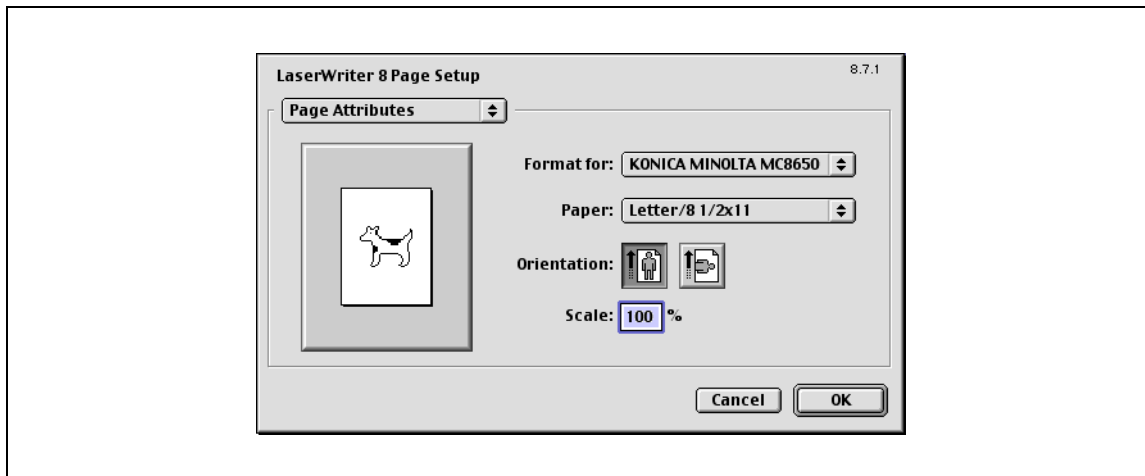 LaserWriter 8 Page Setup
8.7.1
Page Attributes
Format for: KONICA MINOLTA MC8650
Paper: Letter/8 1/2x11
Orientation:
Scale: 100 %
Cancel OK